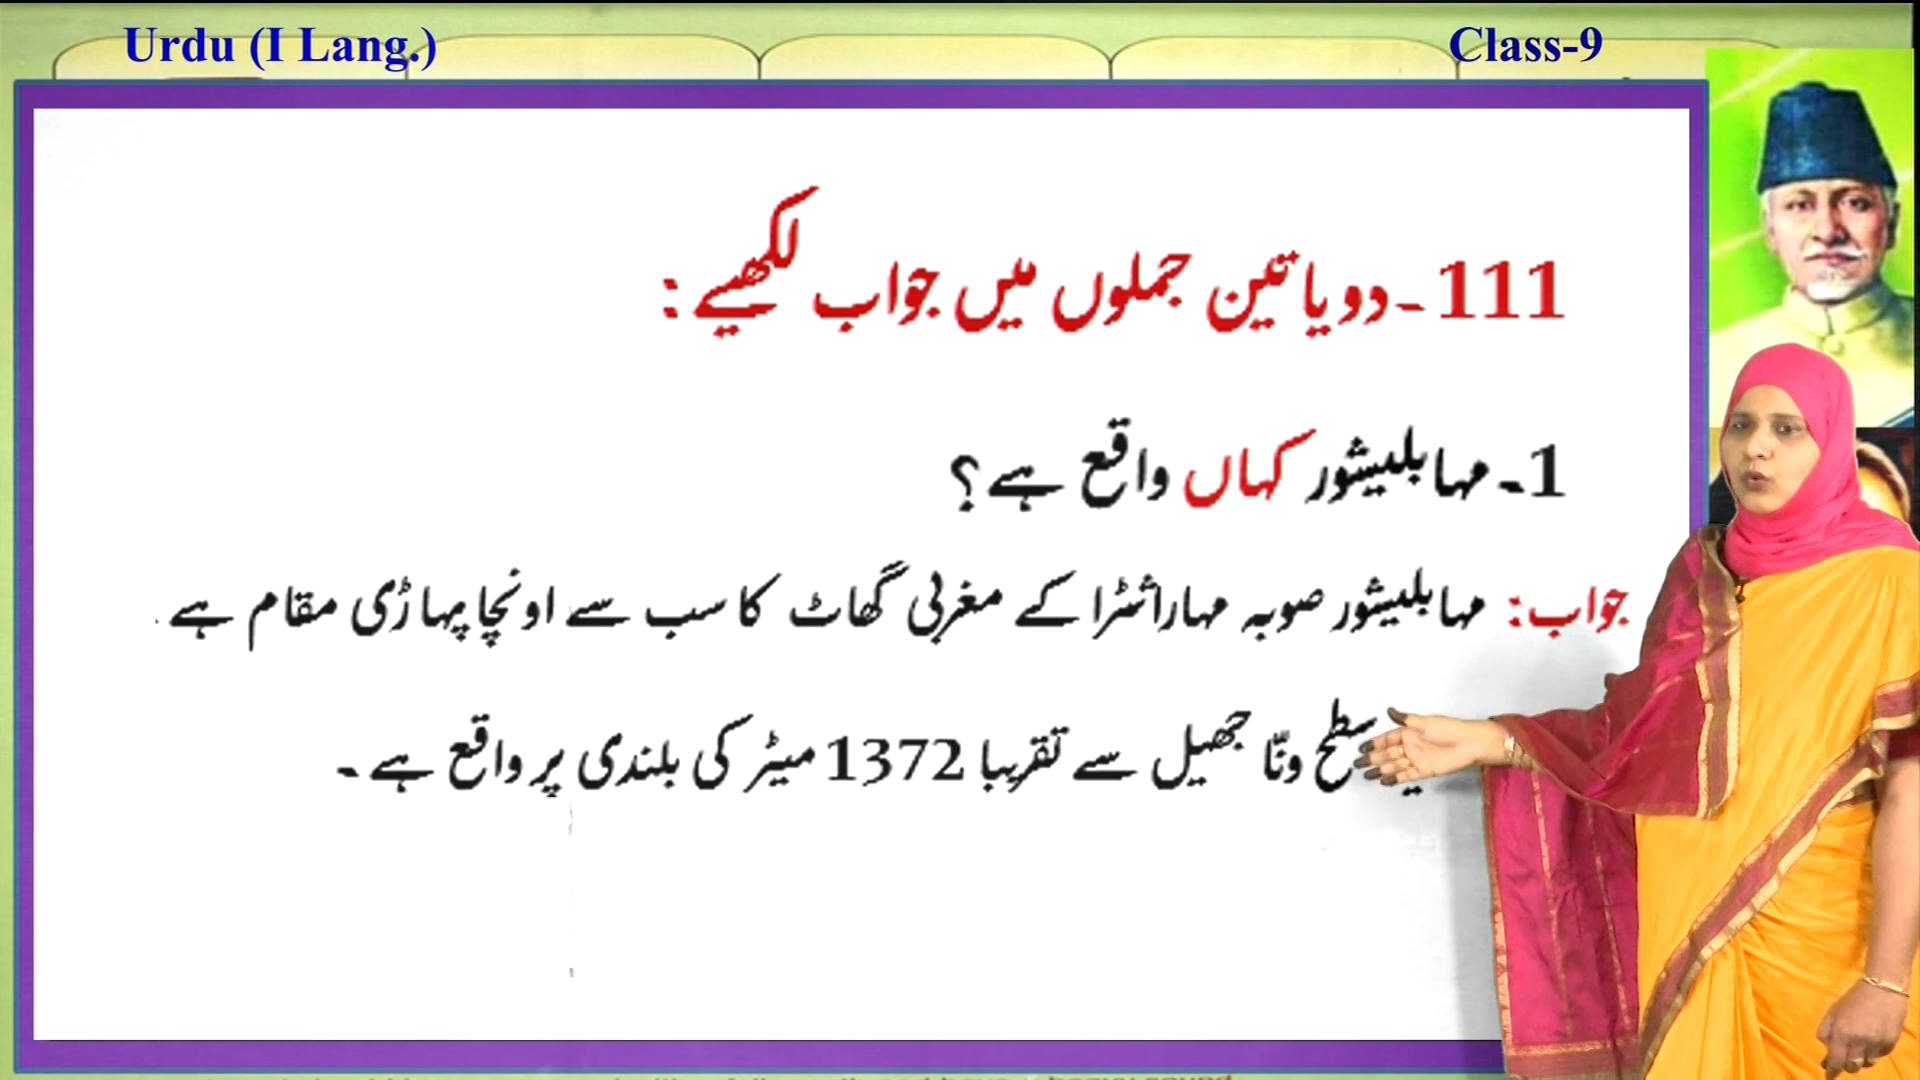 Urdu (I Lang.)
Class-9
111۔دو یا تین جملوں میں جواب لکھیے :
1۔مہابلیشور کہاں واقع ہے؟
جواب: مہابلیشور صوبہ مہاراشٹرا کے مغربی گھاٹ کا سب سے اونچا پہاڑی مقام ہے
سطح ونّا جھیل سے تقریبا 1372 میٹر کی بلندی پر واقع ہے ۔